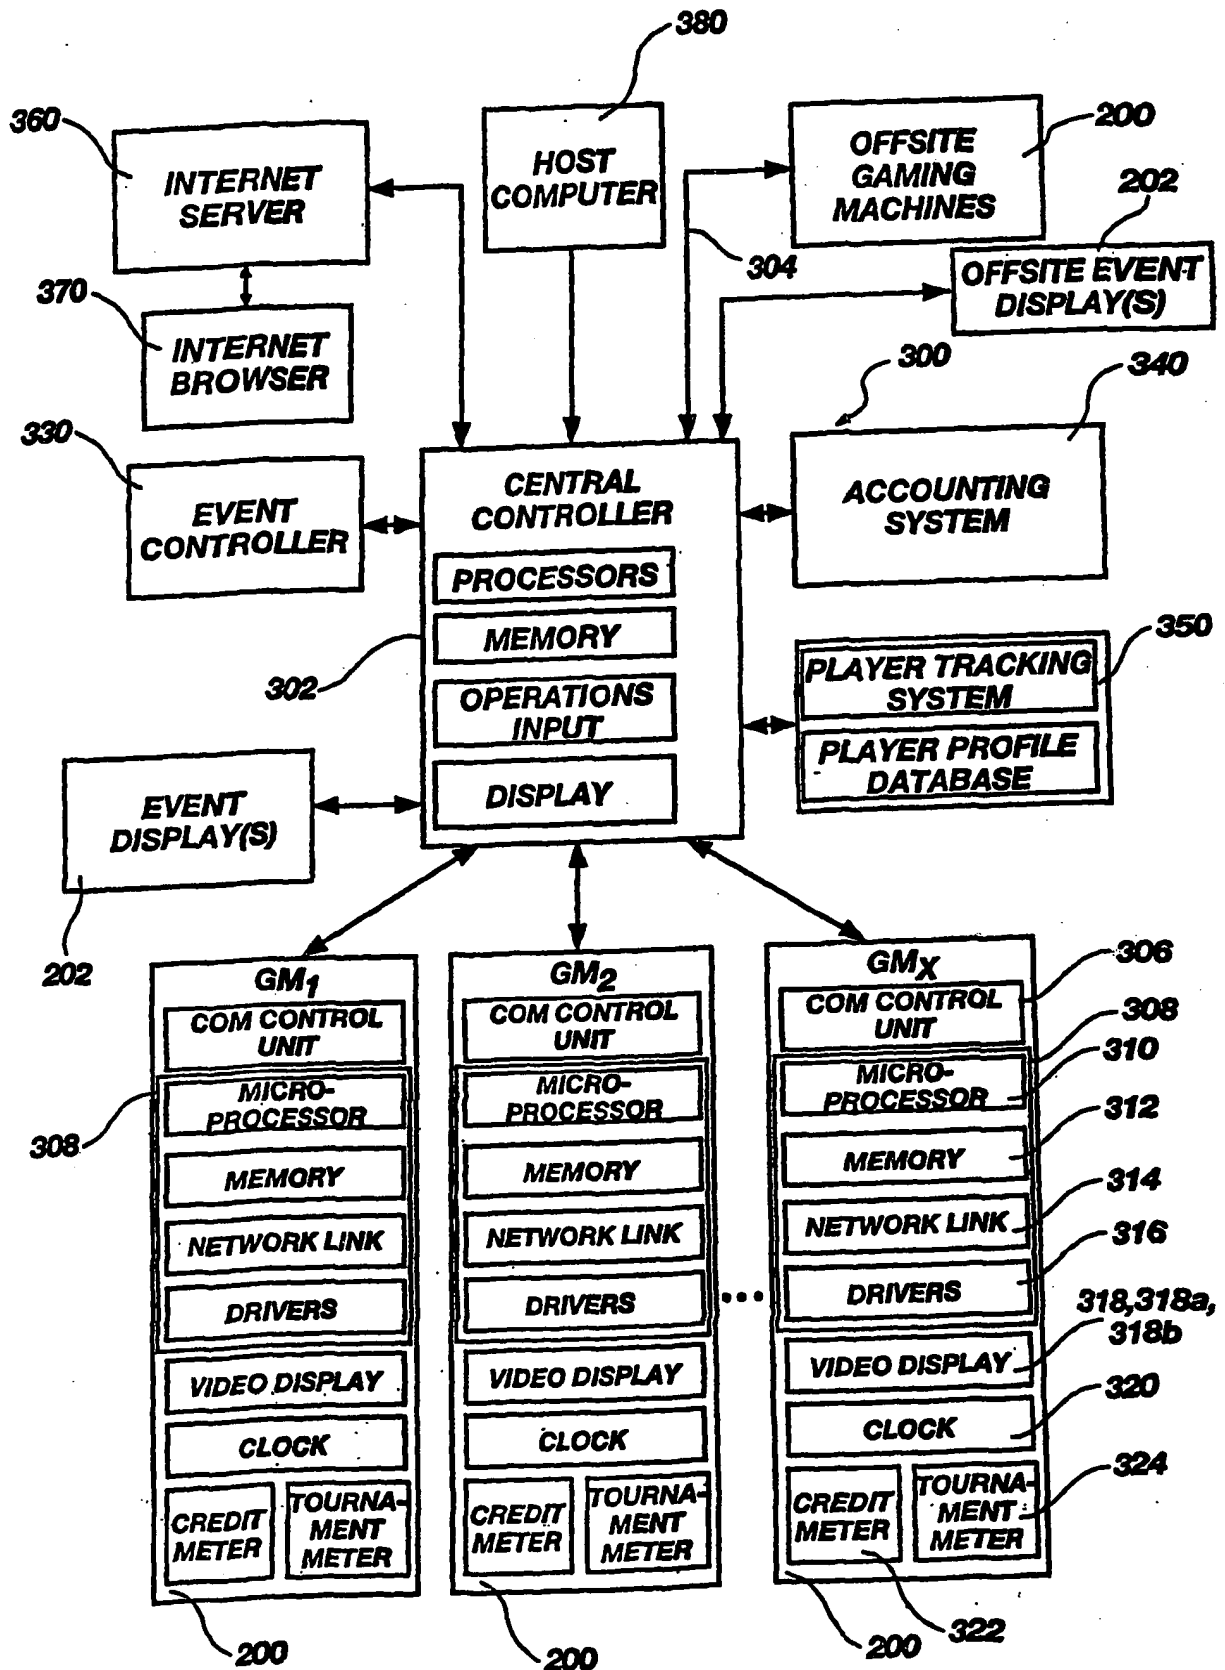 380
360
INTERNET
SERVER
HOST
COMPUTER
OFFSITE
GAMING
MACHINES
200
202
304
OFFSITE EVENT
DISPLAY(S)
370
INTERNET
BROWSER
300
340
330
EVENT
CONTROLLER
CENTRAL
CONTROLLER
PROCESSORS
MEMORY
OPERATIONS
INPUT
DISPLAY
302
ACCOUNTING
SYSTEM
350
PLAYER TRACKING
SYSTEM
PLAYER PROFILE
DATABASE
EVENT
DISPLAY(S)
202
GM1
COM CONTROL
UNIT
MICRO-
PROCESSOR
MEMORY
NETWORK LINK
DRIVERS
VIDEO DISPLAY
CLOCK
CREDIT
METER
TOURNA-
MENT
METER
308
200
GM2
COM CONTROL
UNIT
MICRO-
PROCESSOR
MEMORY
NETWORK LINK
DRIVERS
VIDEO DISPLAY
CLOCK
CREDIT
METER
TOURNA-
MENT
METER
200
...
GMX
COM CONTROL
UNIT
MICRO-
PROCESSOR
MEMORY
NETWORK LINK
DRIVERS
VIDEO DISPLAY
CLOCK
CREDIT
METER
TOURNA-
MENT
METER
306
308
310
312
314
316
318, 318a,
318b
320
324
322
200